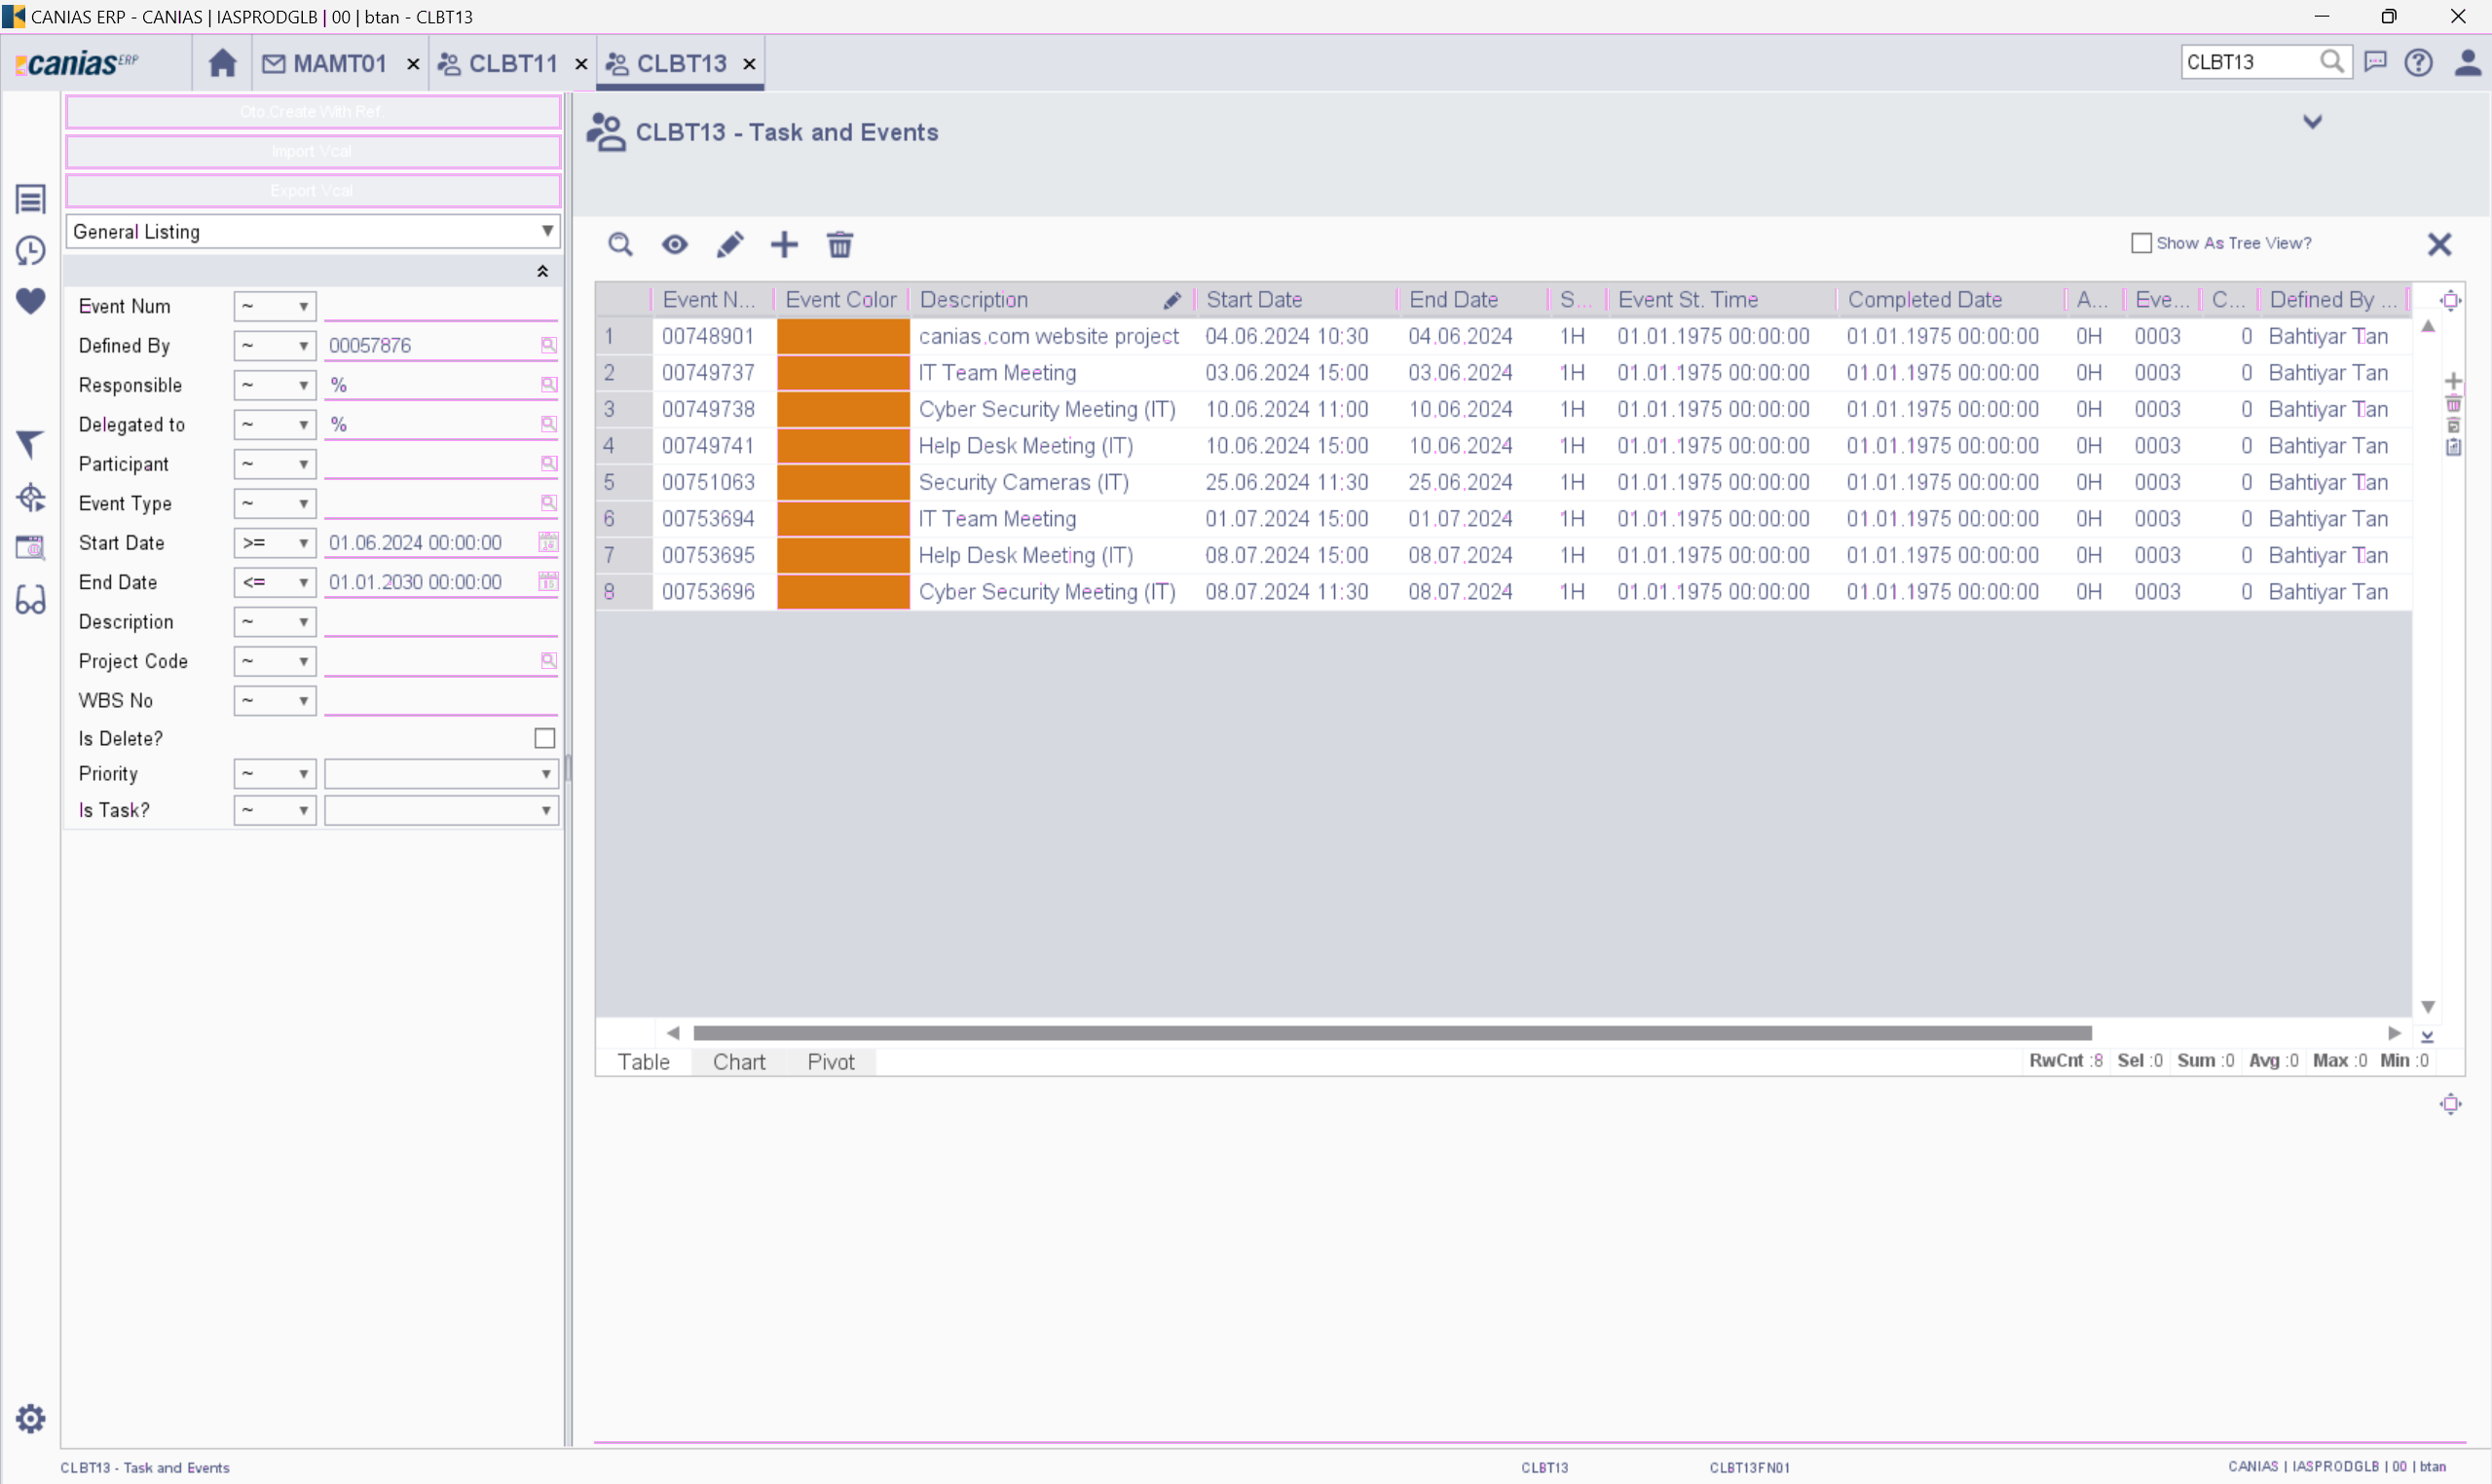 CANIAS ERP - CANIAS | IASPRODGLB | 00 | btan - CLBT13
canias ERP MAMT01 CLBT11 CLBT13 CLBT13
Oto.Create With Ref.
Import Vcal
Export Vcal
General Listing
Event Num ~
Defined By ~ 00057876
Responsible ~ %
Delegated to ~ %
Participant ~
Event Type ~
Start Date >= 01.06.2024 00:00:00
End Date <= 01.01.2030 00:00:00
Description ~
Project Code ~
WBS No ~
Is Delete?
Priority ~
Is Task? ~
CLBT13 - Task and Events
Show As Tree View?
Event N... Event Color Description Start Date End Date S... Event St. Time Completed Date A... Eve... C... Defined By ...
1 00748901 canias.com website project 04.06.2024 10:30 04.06.2024 1H 01.01.1975 00:00:00 01.01.1975 00:00:00 0H 0003 0 Bahtiyar Tan
2 00749737 IT Team Meeting 03.06.2024 15:00 03.06.2024 1H 01.01.1975 00:00:00 01.01.1975 00:00:00 0H 0003 0 Bahtiyar Tan
3 00749738 Cyber Security Meeting (IT) 10.06.2024 11:00 10.06.2024 1H 01.01.1975 00:00:00 01.01.1975 00:00:00 0H 0003 0 Bahtiyar Tan
4 00749741 Help Desk Meeting (IT) 10.06.2024 15:00 10.06.2024 1H 01.01.1975 00:00:00 01.01.1975 00:00:00 0H 0003 0 Bahtiyar Tan
5 00751063 Security Cameras (IT) 25.06.2024 11:30 25.06.2024 1H 01.01.1975 00:00:00 01.01.1975 00:00:00 0H 0003 0 Bahtiyar Tan
6 00753694 IT Team Meeting 01.07.2024 15:00 01.07.2024 1H 01.01.1975 00:00:00 01.01.1975 00:00:00 0H 0003 0 Bahtiyar Tan
7 00753695 Help Desk Meeting (IT) 08.07.2024 15:00 08.07.2024 1H 01.01.1975 00:00:00 01.01.1975 00:00:00 0H 0003 0 Bahtiyar Tan
8 00753696 Cyber Security Meeting (IT) 08.07.2024 11:30 08.07.2024 1H 01.01.1975 00:00:00 01.01.1975 00:00:00 0H 0003 0 Bahtiyar Tan
Table Chart Pivot RwCnt :8 Sel :0 Sum :0 Avg :0 Max :0 Min :0
CLBT13 - Task and Events CLBT13 CLBT13FN01 CANIAS | IASPRODGLB | 00 | btan